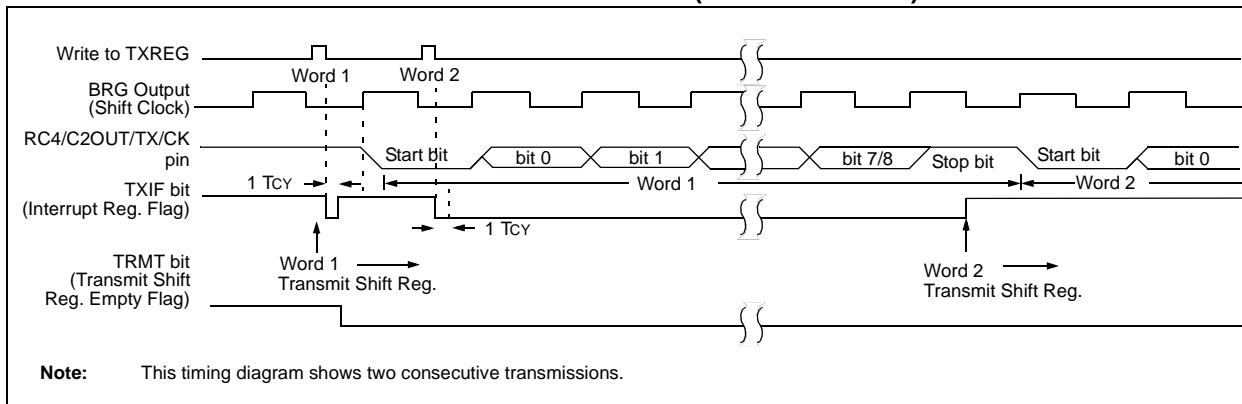 Write to TXREG
Word 1
Word 2
BRG Output
(Shift Clock)
RC4/C2OUT/TX/CK
pin
Start bit
bit 0
bit 1
bit 7/8
Stop bit
Start bit
bit 0
Word 1
Word 2
1 TCY
TXIF bit
(Interrupt Reg. Flag)
1 TCY
Word 1
Transmit Shift Reg.
Word 2
Transmit Shift Reg.
TRMT bit
(Transmit Shift
Reg. Empty Flag)
Note: This timing diagram shows two consecutive transmissions.